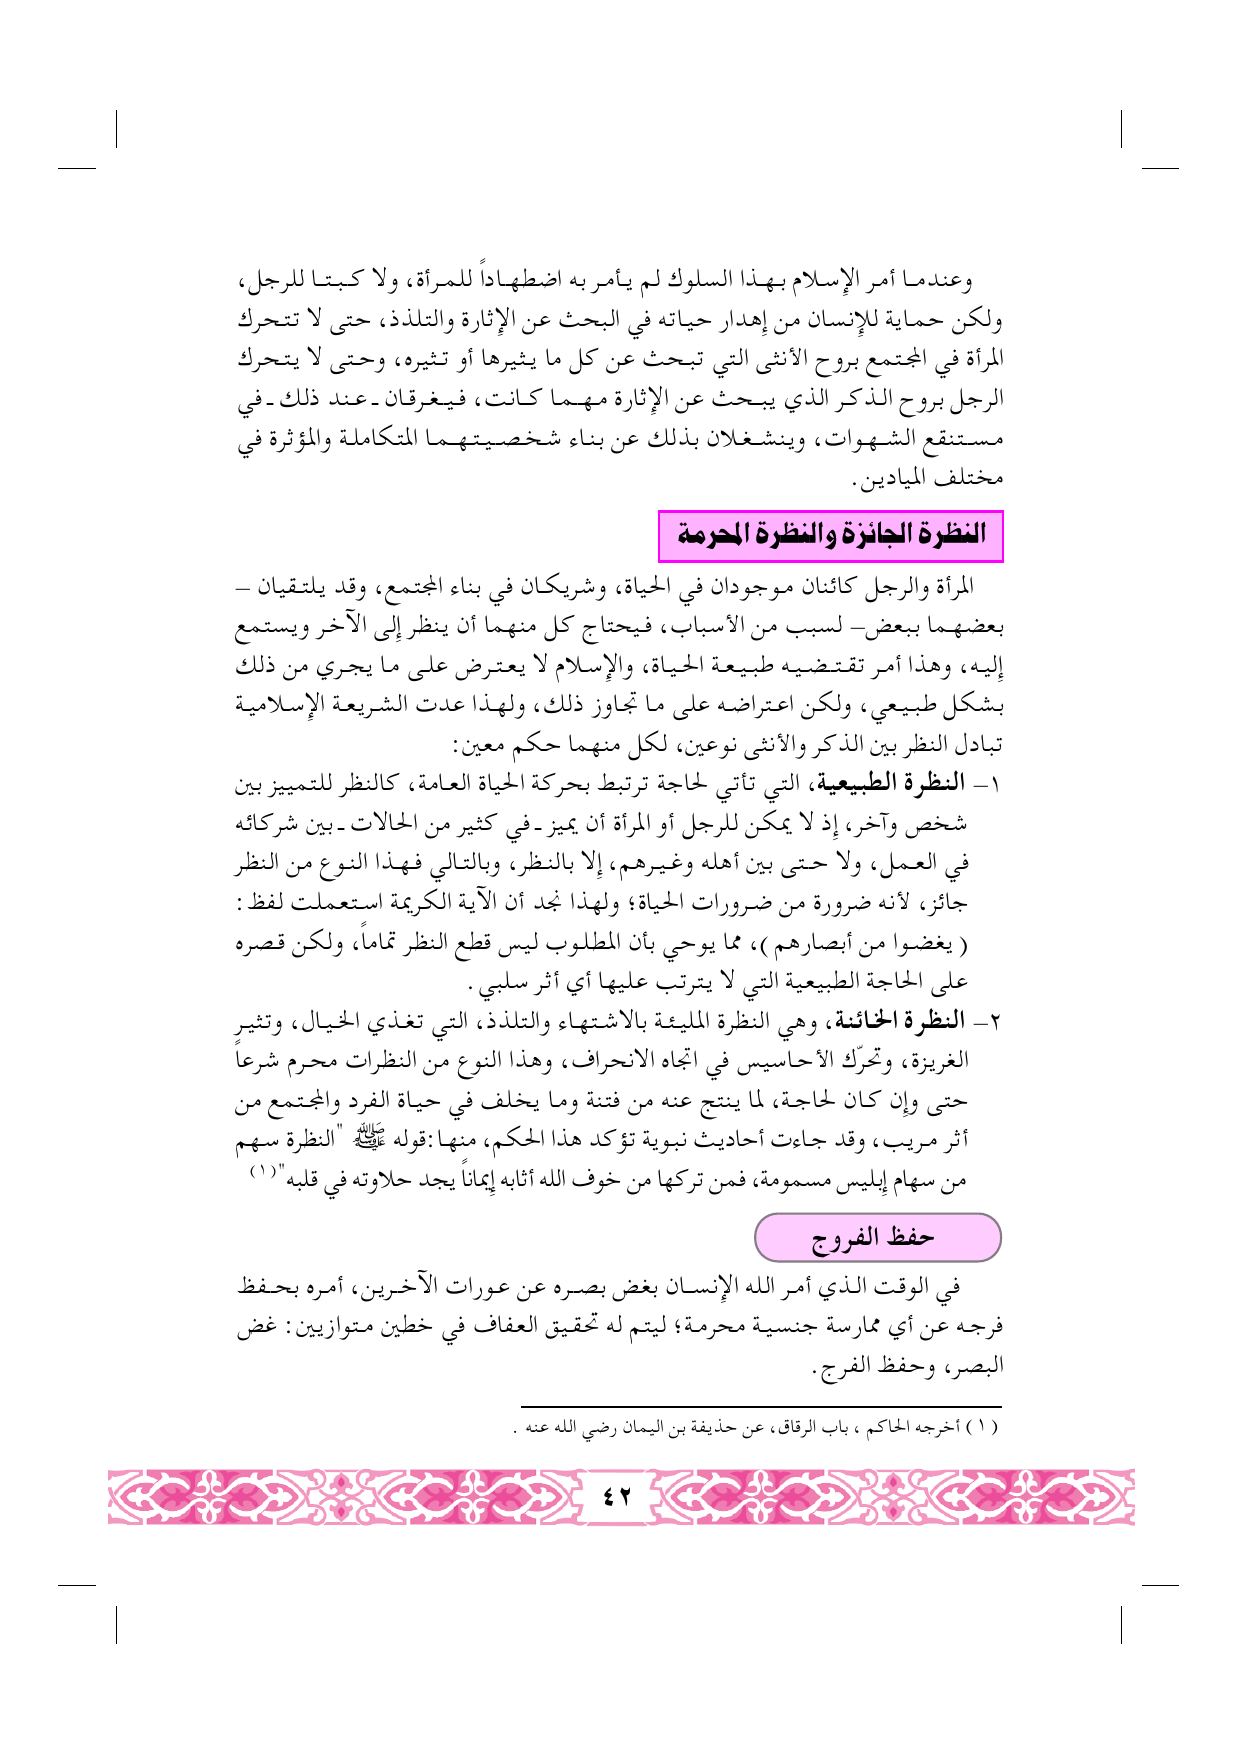 وعندما أمر الإسلام بهذا السلوك لم يأمر به اضطهاداً للمرأة، ولا كبتا للرجل،
ولكن حماية للإنسان من إهدار حياته في البحث عن الإثارة والتلذذ، حتى لا تتحرك
المرأة في المجتمع بروح الأنثى التي تبحث عن كل ما يثيرها أو تثيره، وحتى لا يتحرك
الرجل بروح الذكر الذي يبحث عن الإثارة مهما كانت، فيغرقان ـ عند ذلك ـ في
مستنقع الشهوات، وينشغلان بذلك عن بناء شخصيتهما المتكاملة والمؤثرة في
مختلف الميادين.
النظرة الجائزة والنظرة المحرمة
المرأة والرجل كائنان موجودان في الحياة، وشريكان في بناء المجتمع، وقد يلتقيان –
بعضهما ببعض– لسبب من الأسباب، فيحتاج كل منهما أن ينظر إلى الآخر ويستمع
إليه، وهذا أمر تقتضيه طبيعة الحياة، والإسلام لا يعترض على ما يجري من ذلك
بشكل طبيعي، ولكن اعتراضه على ما تجاوز ذلك، ولهذا عدت الشريعة الإسلامية
تبادل النظر بين الذكر والأنثى نوعين، لكل منهما حكم معين:
١– النظرة الطبيعية، التي تأتي لحاجة ترتبط بحركة الحياة العامة، كالنظر للتمييز بين
شخص وآخر، إذ لا يمكن للرجل أو المرأة أن يميز ـ في كثير من الحالات ـ بين شركائه
في العمل، ولا حتى بين أهله وغيرهم، إلا بالنظر، وبالتالي فهذا النوع من النظر
جائز، لأنه ضرورة من ضرورات الحياة؛ ولهذا نجد أن الآية الكريمة استعملت لفظ:
( يغضوا من أبصارهم )، مما يوحي بأن المطلوب ليس قطع النظر تماماً، ولكن قصره
على الحاجة الطبيعية التي لا يترتب عليها أي أثر سلبي.
٢– النظرة الخائنة، وهي النظرة المليئة بالاشتهاء والتلذذ، التي تغذي الخيال، وتثير
الغريزة، وتحرّك الأحاسيس في اتجاه الانحراف، وهذا النوع من النظرات محرم شرعاً
حتى وإن كان لحاجة، لما ينتج عنه من فتنة وما يخلف في حياة الفرد والمجتمع من
أثر مريب، وقد جاءت أحاديث نبوية تؤكد هذا الحكم، منها:قوله ﷺ "النظرة سهم
من سهام إبليس مسمومة، فمن تركها من خوف الله أثابه إيماناً يجد حلاوته في قلبه"(١)
حفظ الفروج
في الوقت الذي أمر الله الإنسان بغض بصره عن عورات الآخرين، أمره بحفظ
فرجه عن أي ممارسة جنسية محرمة؛ ليتم له تحقيق العفاف في خطين متوازيين: غض
البصر، وحفظ الفرج.
(١) أخرجه الحاكم ، باب الرقاق، عن حذيفة بن اليمان رضي الله عنه .
٤٢